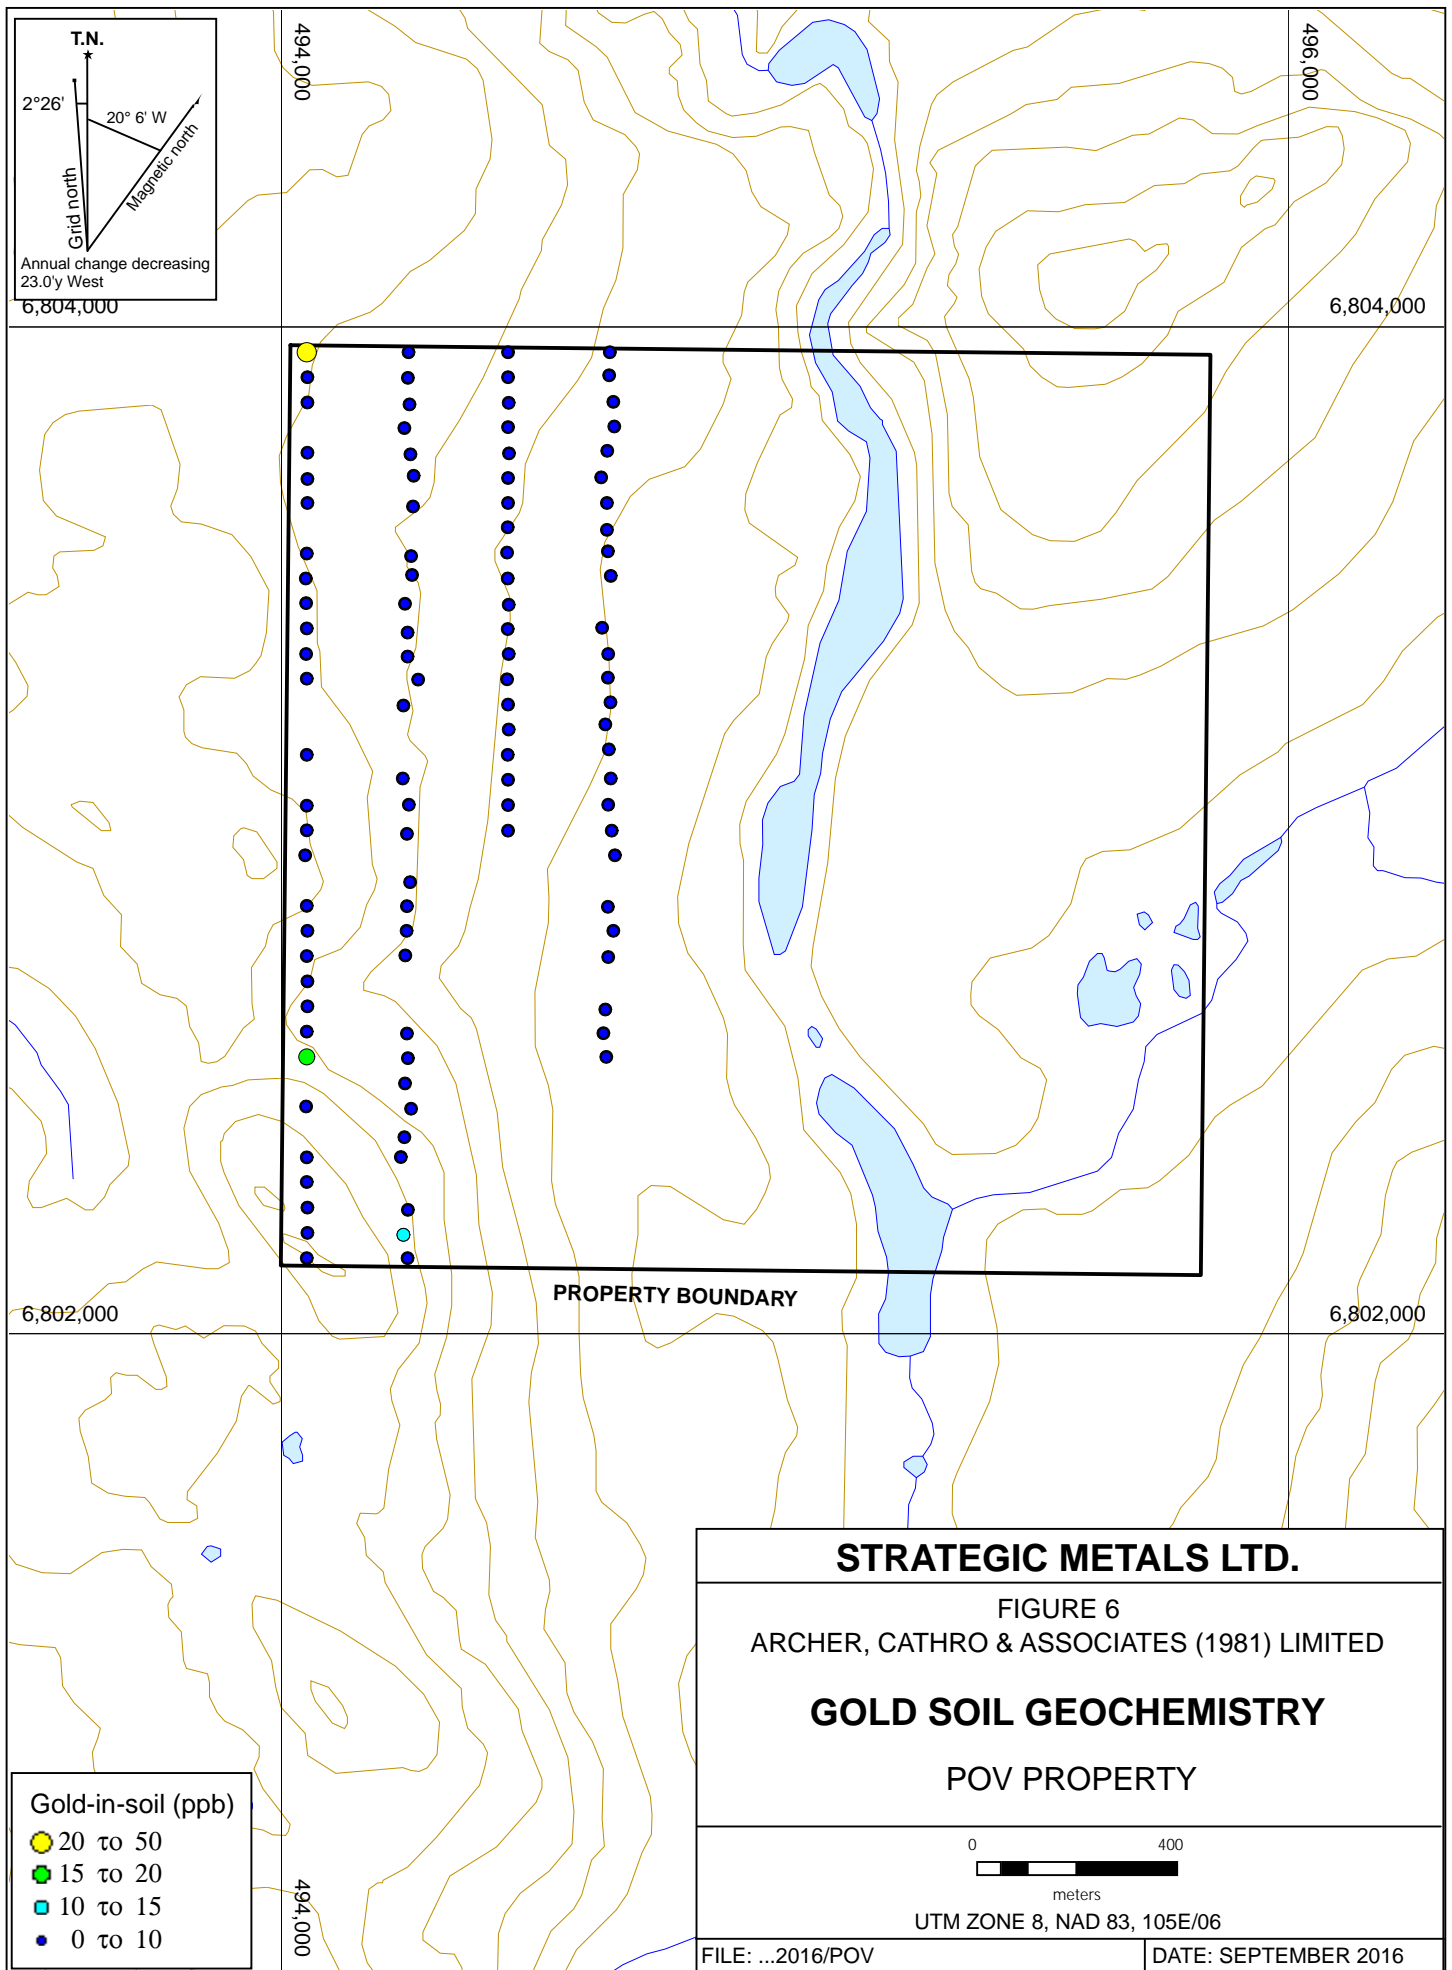 T.N.
2°26'
20° 6' W
Grid north
Magnetic north
Annual change decreasing
23.0'y West
494,000
496,000
6,804,000
6,804,000
PROPERTY BOUNDARY
6,802,000
6,802,000
494,000
Gold-in-soil (ppb)
20 το 50
15 το 20
10 το 15
0 το 10
STRATEGIC METALS LTD.
FIGURE 6
ARCHER, CATHRO & ASSOCIATES (1981) LIMITED
GOLD SOIL GEOCHEMISTRY
POV PROPERTY
0 400
meters
UTM ZONE 8, NAD 83, 105E/06
FILE: ...2016/POV
DATE: SEPTEMBER 2016